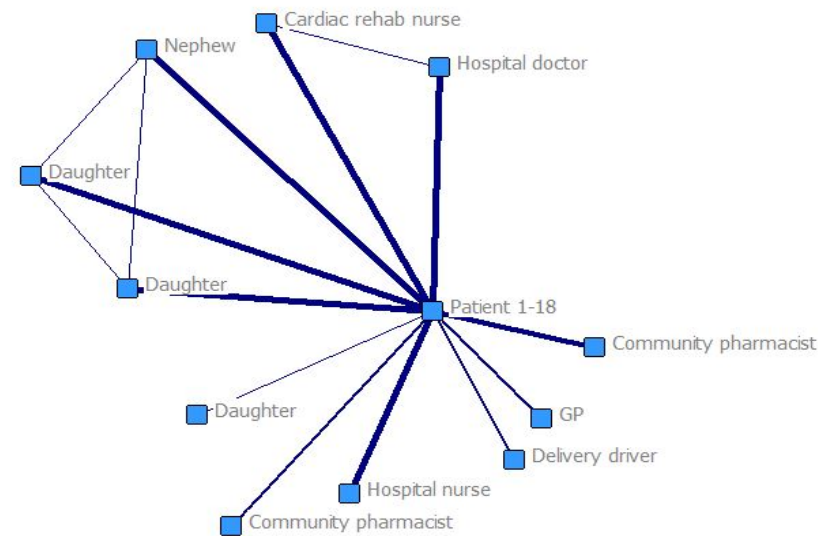 Cardiac rehab nurse
Nephew
Hospital doctor
Daughter
Daughter
Patient 1-18
Community pharmacist
Daughter
GP
Delivery driver
Hospital nurse
Community pharmacist